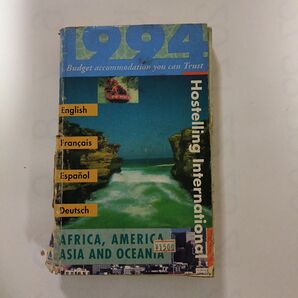 1994
Budget accommodation you can Trust
Hostelling International
English
Français
Español
Deutsch
AFRICA, AMERICA
ASIA AND OCEANIA